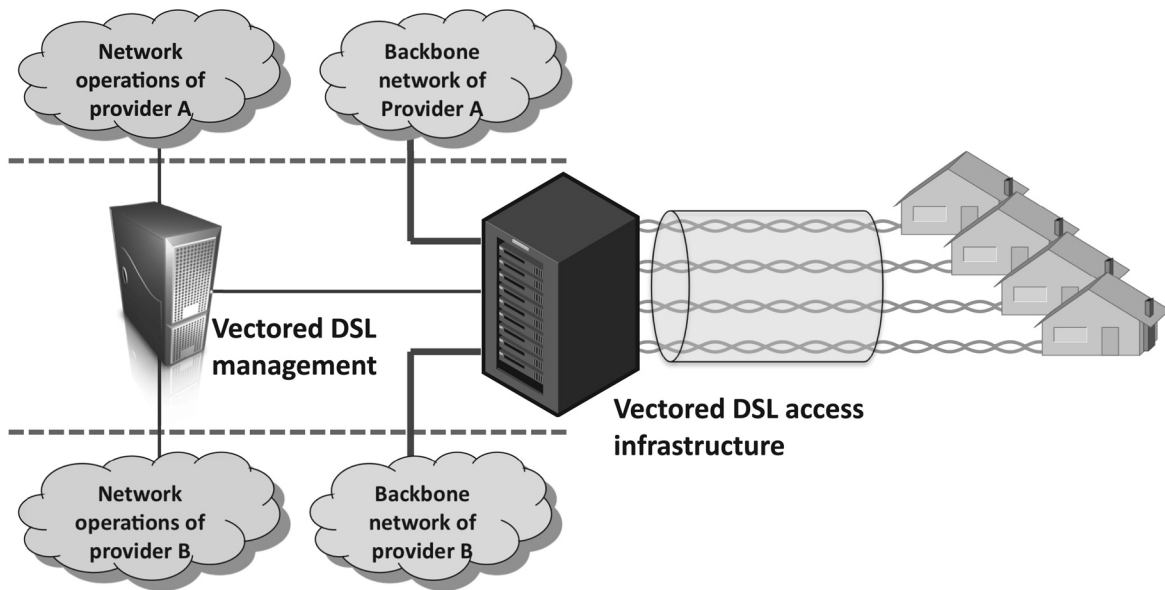 Network
operations of
provider A
Backbone
network of
Provider A
Vectored DSL
management
Vectored DSL access
infrastructure
Network
operations of
provider B
Backbone
network of
provider B